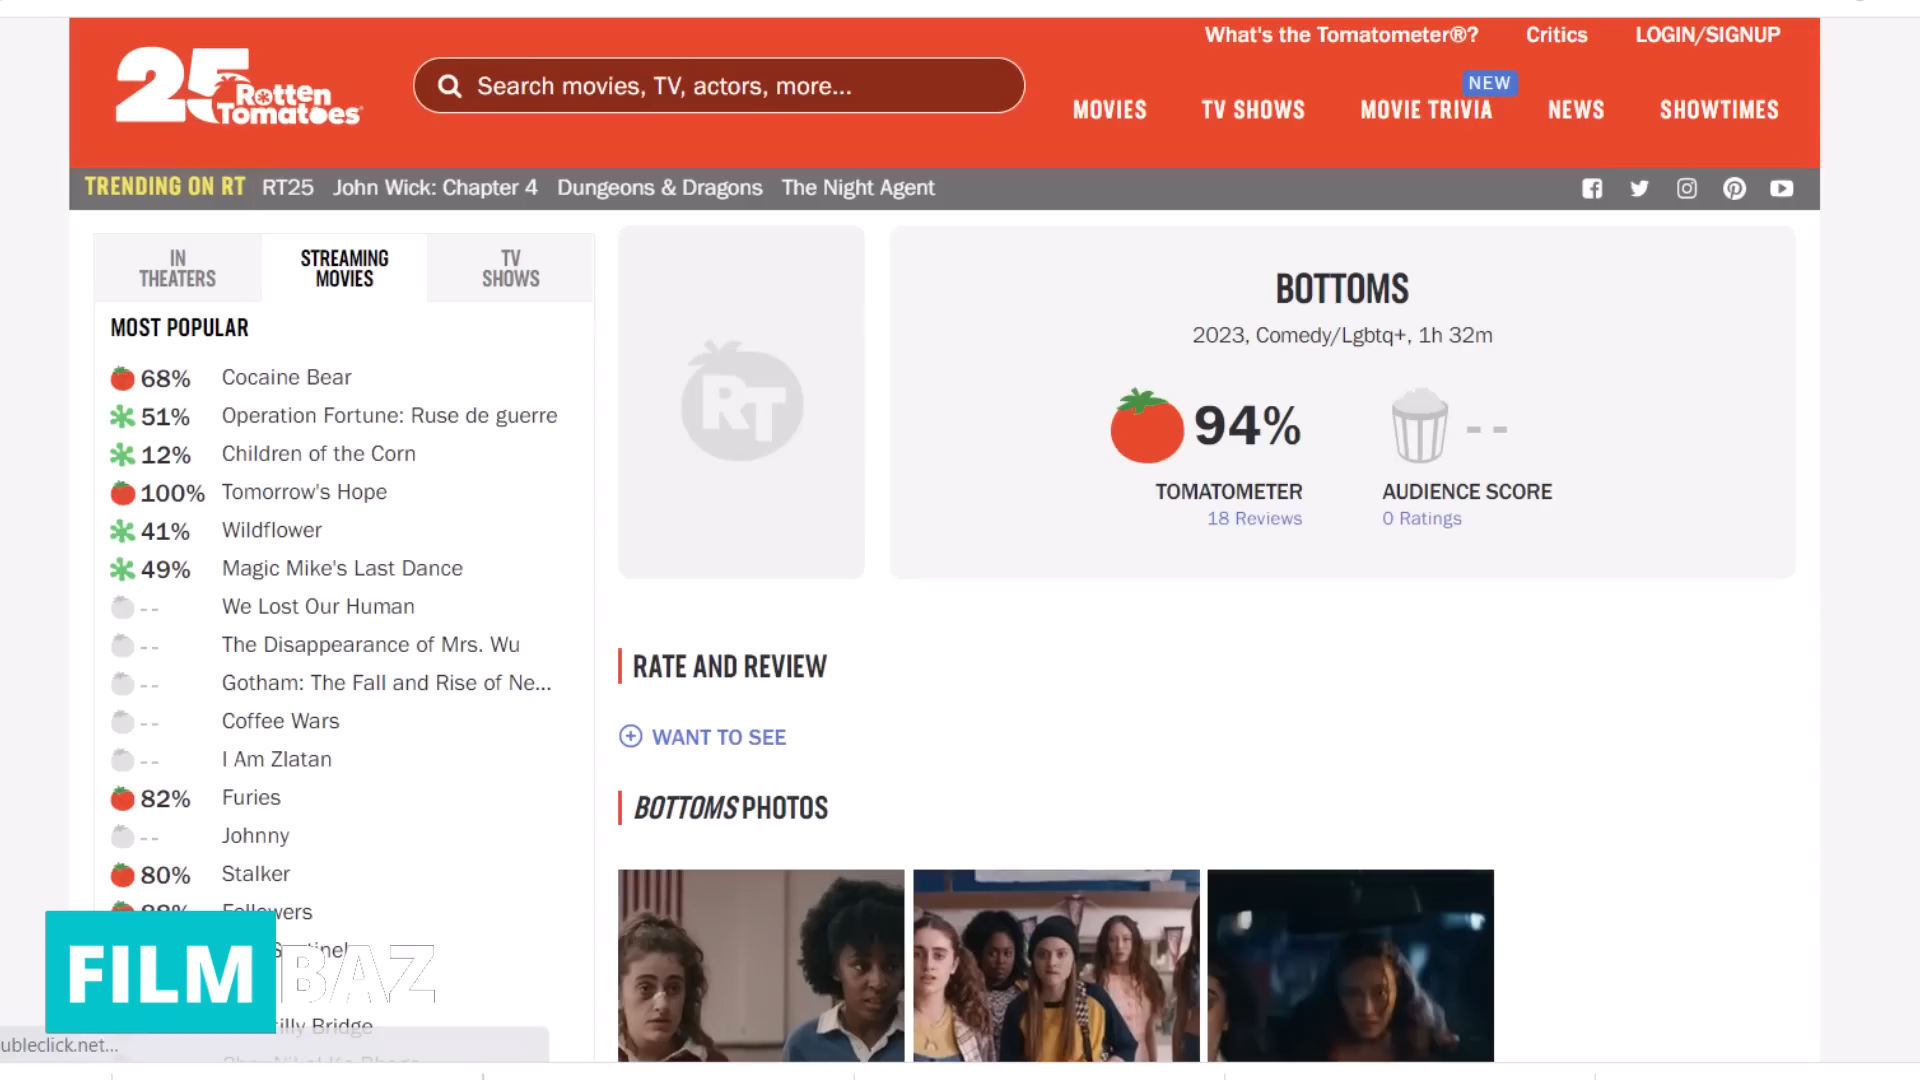 What's the Tomatometer®? Critics LOGIN/SIGNUP
25 Rotten Tomatoes
Search movies, TV, actors, more...
NEW
MOVIES TV SHOWS MOVIE TRIVIA NEWS SHOWTIMES
TRENDING ON RT RT25 John Wick: Chapter 4 Dungeons & Dragons The Night Agent
IN THEATERS
STREAMING MOVIES
TV SHOWS
MOST POPULAR
68% Cocaine Bear
51% Operation Fortune: Ruse de guerre
12% Children of the Corn
100% Tomorrow's Hope
41% Wildflower
49% Magic Mike's Last Dance
-- We Lost Our Human
-- The Disappearance of Mrs. Wu
-- Gotham: The Fall and Rise of Ne...
-- Coffee Wars
-- I Am Zlatan
82% Furies
-- Johnny
80% Stalker
Followers
Bridge
FILMBAZ
ubleclick.net...
RT
BOTTOMS
2023, Comedy/Lgbtq+, 1h 32m
94%
TOMATOMETER
18 Reviews
--
AUDIENCE SCORE
0 Ratings
RATE AND REVIEW
WANT TO SEE
BOTTOMS PHOTOS